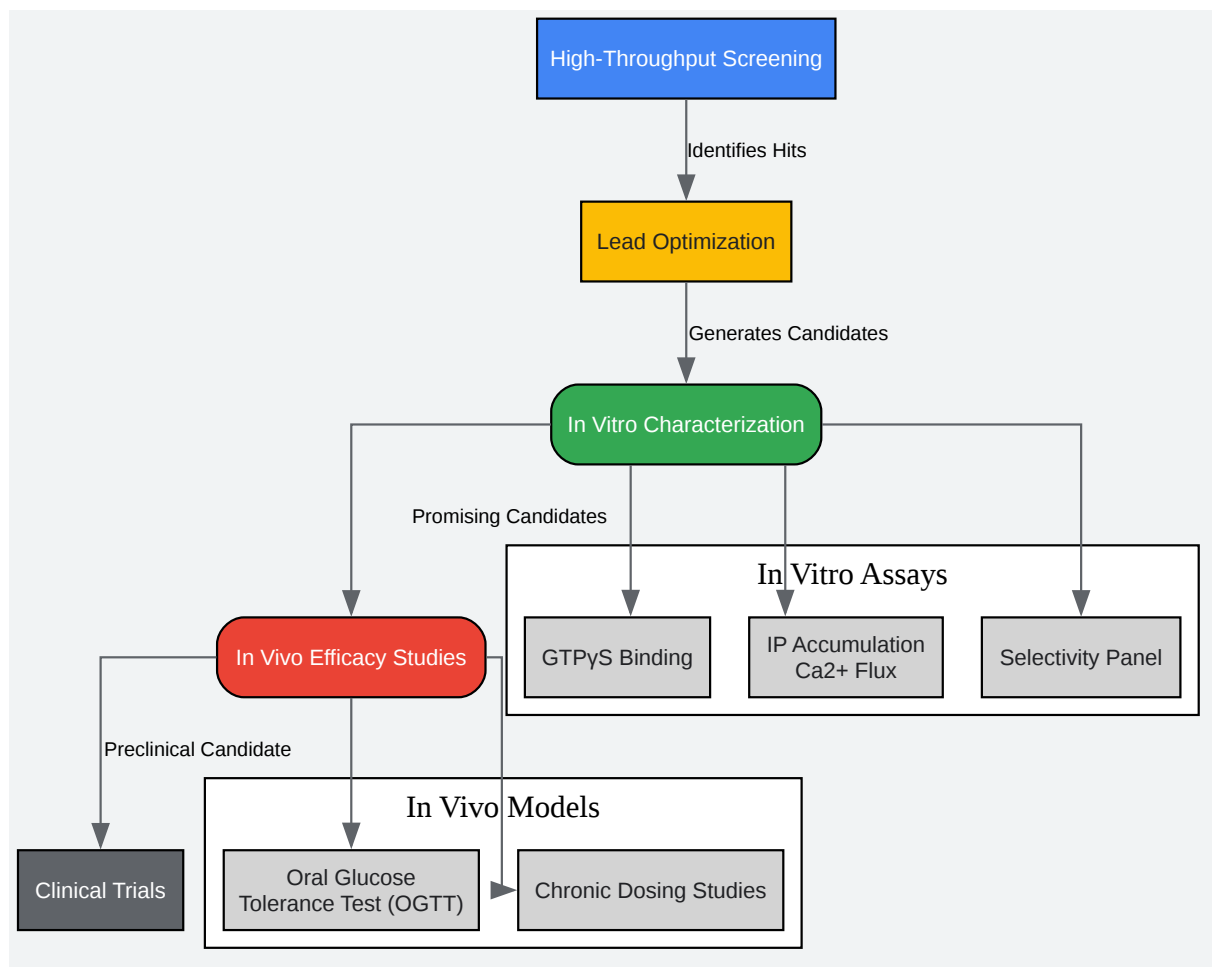 High-Throughput Screening
Identifies Hits
Lead Optimization
Generates Candidates
In Vitro Characterization
Promising Candidates
In Vitro Assays
GTPγS Binding
IP Accumulation
Ca2+ Flux
Selectivity Panel
In Vivo Efficacy Studies
Preclinical Candidate
In Vivo Models
Clinical Trials
Oral Glucose
Tolerance Test (OGTT)
Chronic Dosing Studies